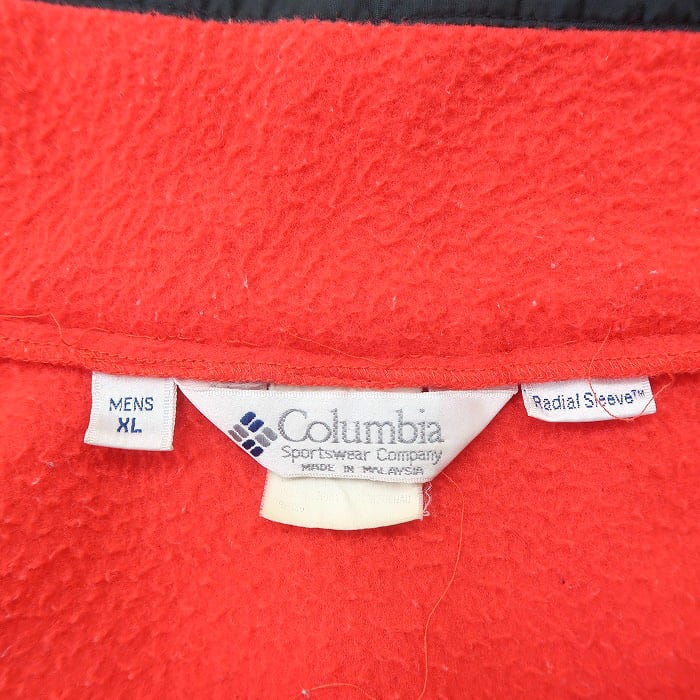 MENS
XL
Columbia
Sportswear Company
MADE IN MALAYSIA
Radial Sleeve™